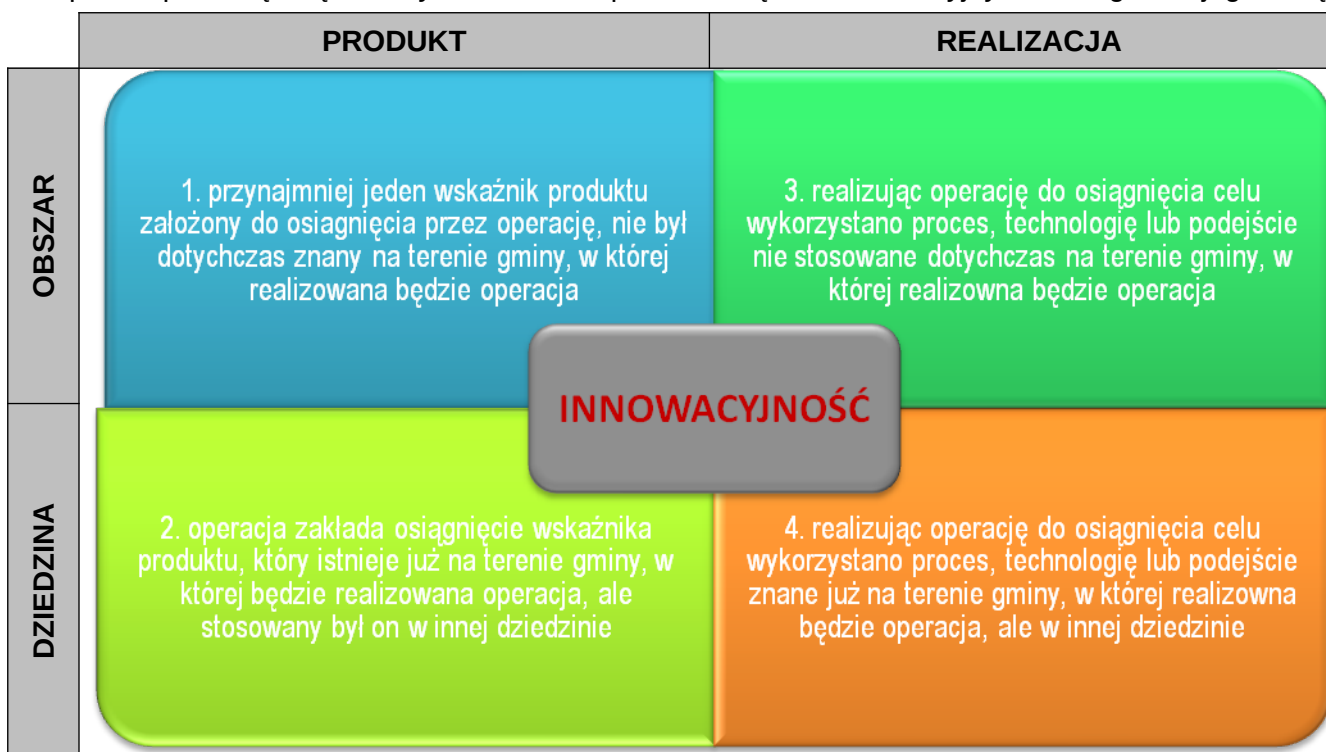 PRODUKT
REALIZACJA
OBSZAR
1. przynajmniej jeden wskaźnik produktu
założony do osiagnięcia przez operację, nie był
dotychczas znany na terenie gminy, w której
realizowana będzie operacja
3. realizując operację do osiągnięcia celu
wykorzystano proces, technologię lub podejście
nie stosowane dotychczas na terenie gminy, w
której realizowna będzie operacja
INNOWACYJNOŚĆ
DZIEDZINA
2. operacja zakłada osiągnięcie wskaźnika
produktu, który istnieje już na terenie gminy, w
której będzie realizowana operacja, ale
stosowany był on w innej dziedzinie
4. realizując operację do osiągnięcia celu
wykorzystano proces, technologię lub podejście
znane już na terenie gminy, w której realizowna
będzie operacja, ale w innej dziedzinie